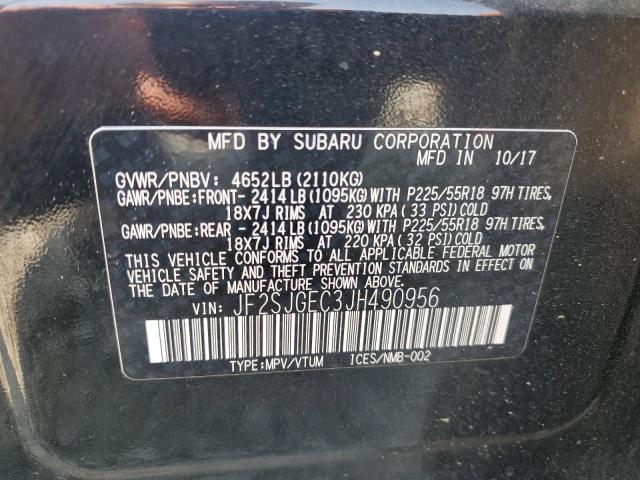 MFD BY SUBARU CORPORATION
MFD IN 10/17
GVWR/PNBV: 4652LB(2110KG)
GAWR/PNBE:FRONT- 2414LB(1095KG)WITH P225/55R18 97H TIRES,
18X7J RIMS AT 230 KPA(33 PSI)COLD
GAWR/PNBE:REAR - 2414LB(1095KG)WITH P225/55R18 97H TIRES,
18X7J RIMS AT 220 KPA(32 PSI)COLD
THIS VEHICLE CONFORMS TO ALL APPLICABLE FEDERAL MOTOR
VEHICLE SAFETY AND THEFT PREVENTION STANDARDS IN EFFECT ON
THE DATE OF MANUFACTURE SHOWN ABOVE.
VIN: JF2SJGEC3JH490956
TYPE:MPV/VTUM ICES/NMB-002